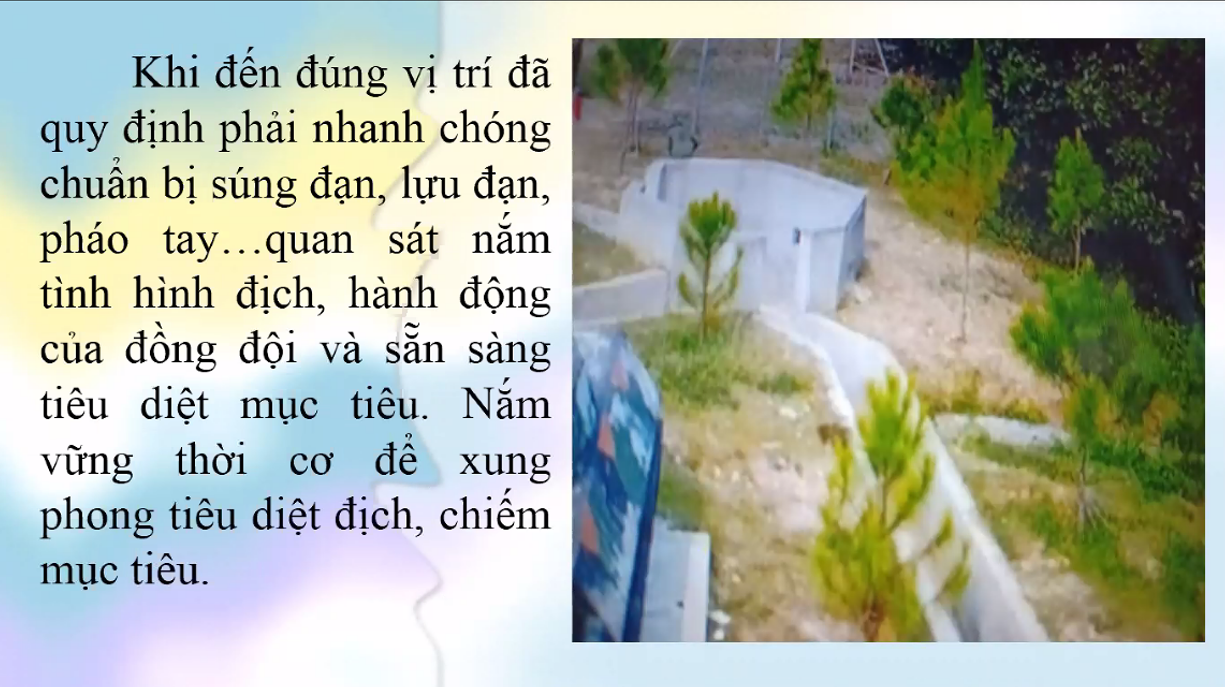 Khi đến đúng vị trí đã
quy định phải nhanh chóng
chuẩn bị súng đạn, lựu đạn,
pháo tay…quan sát nắm
tình hình địch, hành động
của đồng đội và sẵn sàng
tiêu diệt mục tiêu. Nắm
vững thời cơ để xung
phong tiêu diệt địch, chiếm
mục tiêu.